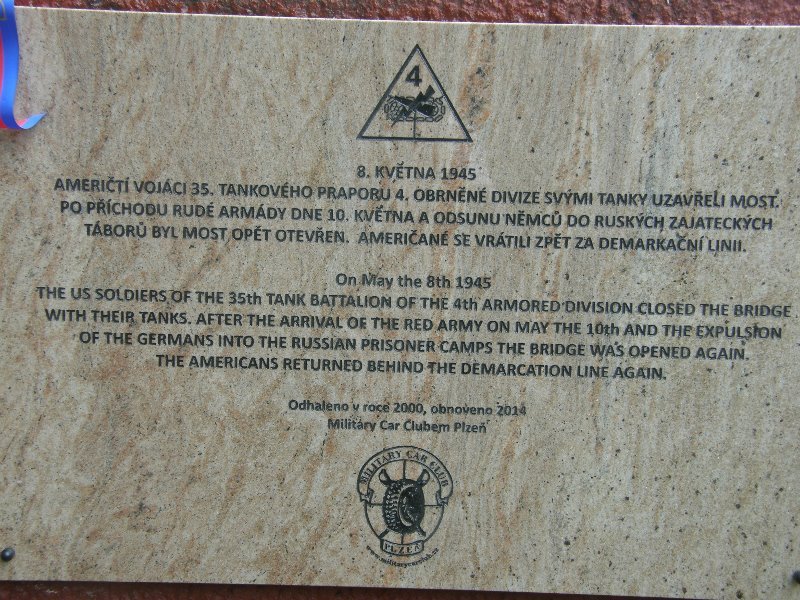 4
8. KVĚTNA 1945
AMERIČTÍ VOJÁCI 35. TANKOVÉHO PRAPORU 4. OBRNĚNÉ DIVIZE SVÝMI TANKY UZAVŘELI MOST.
PO PŘÍCHODU RUDÉ ARMÁDY DNE 10. KVĚTNA A ODSUNU NĚMCŮ DO RUSKÝCH ZAJATECKÝCH
TÁBORŮ BYL MOST OPĚT OTEVŘEN. AMERIČANÉ SE VRÁTILI ZPĚT ZA DEMARKAČNÍ LINII.
On May the 8th 1945
THE US SOLDIERS OF THE 35th TANK BATTALION OF THE 4th ARMORED DIVISION CLOSED THE BRIDGE
WITH THEIR TANKS. AFTER THE ARRIVAL OF THE RED ARMY ON MAY THE 10th AND THE EXPULSION
OF THE GERMANS INTO THE RUSSIAN PRISONER CAMPS THE BRIDGE WAS OPENED AGAIN.
THE AMERICANS RETURNED BEHIND THE DEMARCATION LINE AGAIN.
Odhaleno v roce 2000, obnoveno 2014
Military Car Clubem Plzeň
MILITARY CAR CLUB
PLZEŇ
www.militarycarclub.cz